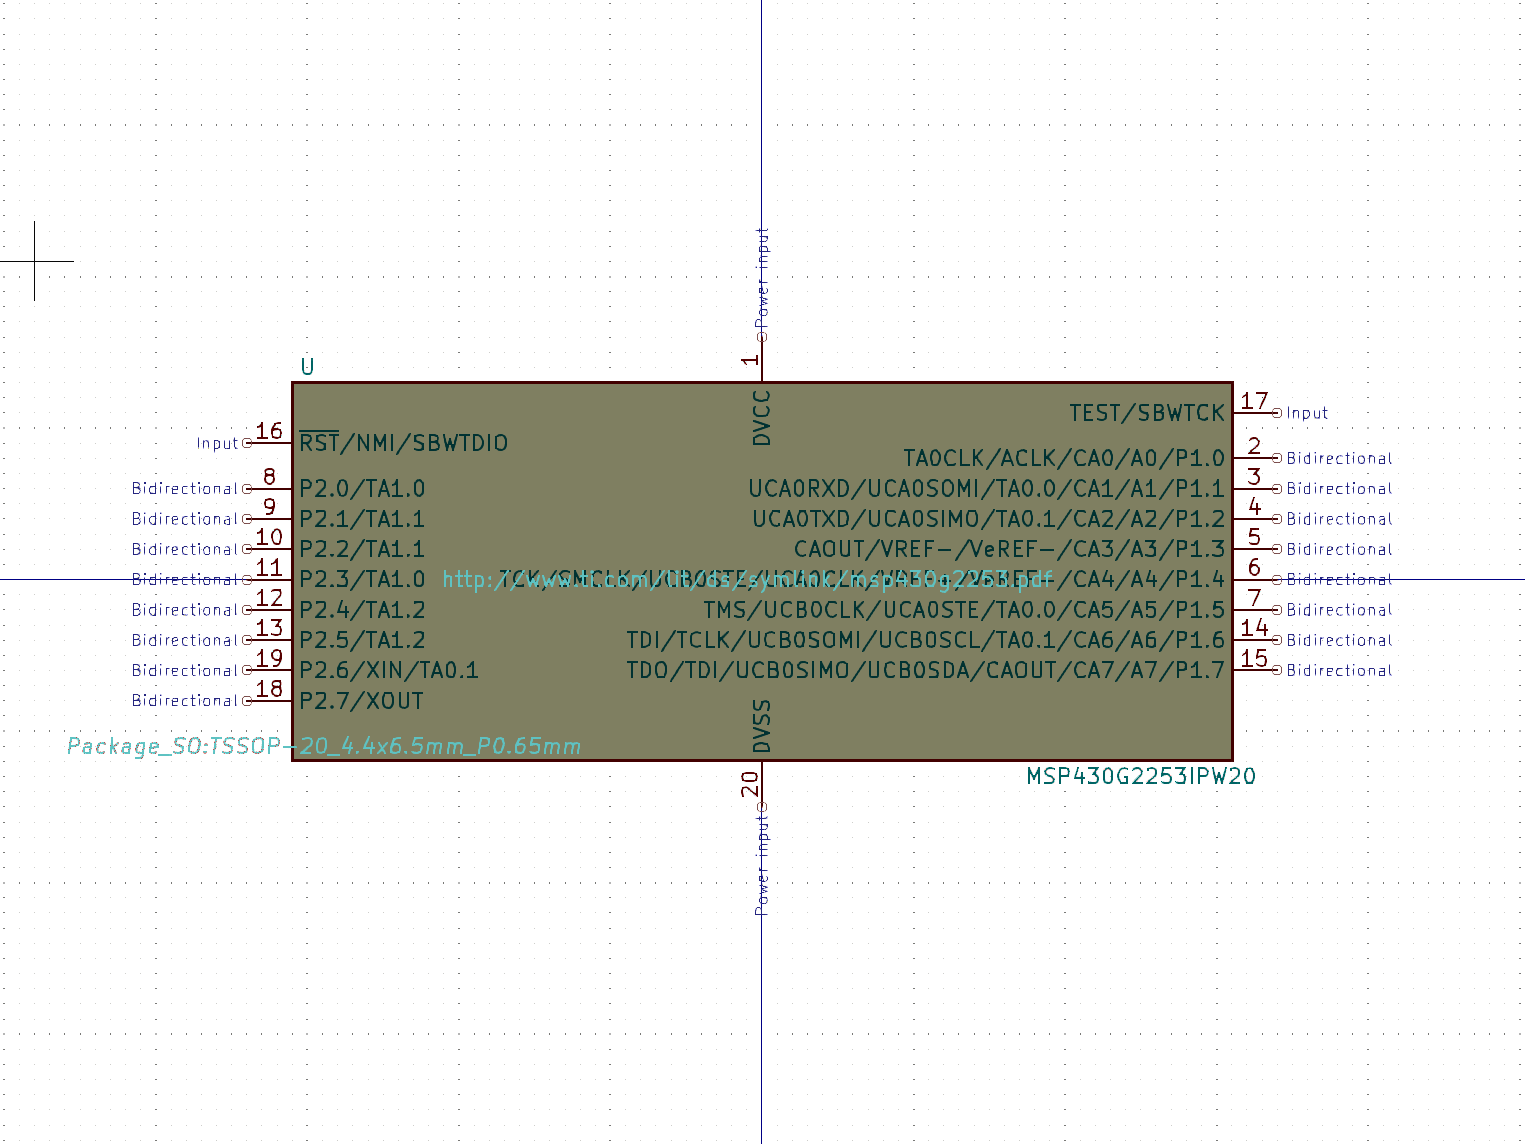 Power input
1
U
DVCC
TEST/SBWTCK 17 Input
Input 16 RST/NMI/SBWTDIO
TA0CLK/ACLK/CA0/A0/P1.0 2 Bidirectional
Bidirectional 8 P2.0/TA1.0
UCA0RXD/UCA0SOMI/TA0.0/CA1/A1/P1.1 3 Bidirectional
Bidirectional 9 P2.1/TA1.1
UCA0TXD/UCA0SIMO/TA0.1/CA2/A2/P1.2 4 Bidirectional
Bidirectional 10 P2.2/TA1.1
CAOUT/VREF-/VeREF-/CA3/A3/P1.3 5 Bidirectional
Bidirectional 11 P2.3/TA1.0
http://www.ti.com/lit/ds/symlink/msp430g2253.pdf
TCK/SMCLK/UCB0STE/UCA0CLK/VREF+/VeREF+/CA4/A4/P1.4 6 Bidirectional
Bidirectional 12 P2.4/TA1.2
TMS/UCB0CLK/UCA0STE/TA0.0/CA5/A5/P1.5 7 Bidirectional
Bidirectional 13 P2.5/TA1.2
TDI/TCLK/UCB0SOMI/UCB0SCL/TA0.1/CA6/A6/P1.6 14 Bidirectional
Bidirectional 19 P2.6/XIN/TA0.1
TDO/TDI/UCB0SIMO/UCB0SDA/CAOUT/CA7/A7/P1.7 15 Bidirectional
Bidirectional 18 P2.7/XOUT
DVSS
Package_SO:TSSOP-20_4.4x6.5mm_P0.65mm
MSP430G2253IPW20
20
Power input